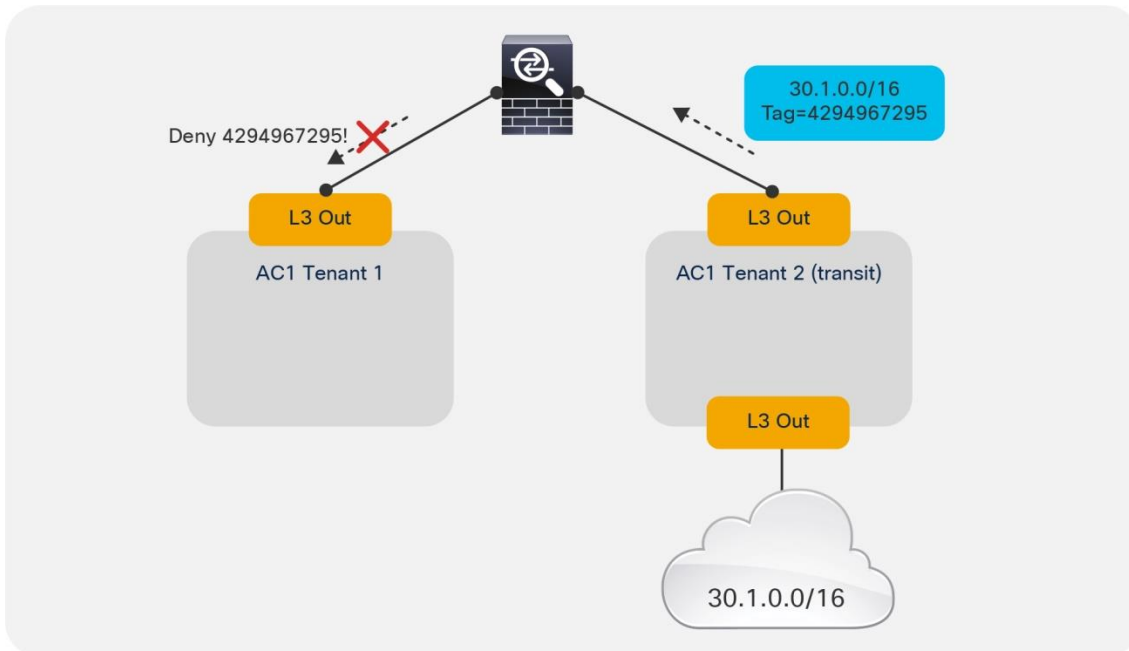 30.1.0.0/16
Tag=4294967295
Deny 4294967295!
L3 Out
L3 Out
AC1 Tenant 1
AC1 Tenant 2 (transit)
L3 Out
30.1.0.0/16